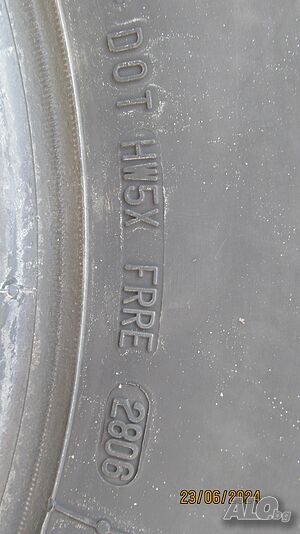 DOT HW5X FRRE 2806
23/06/2024
ALO.bg